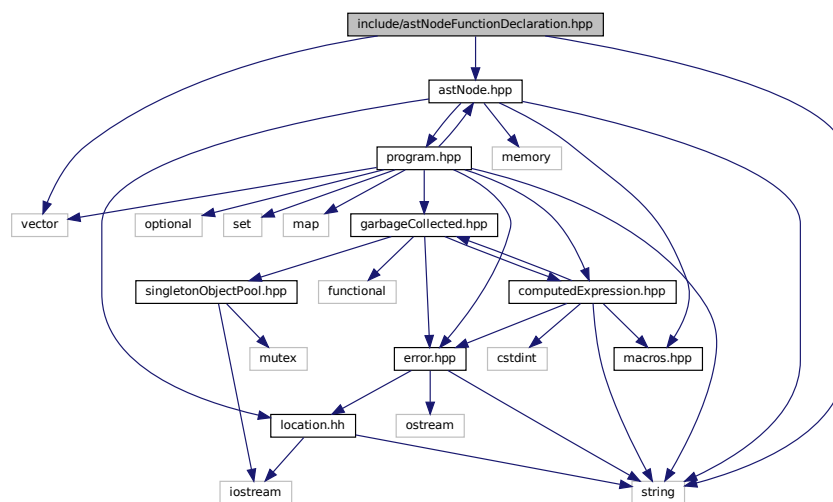 include/astNodeFunctionDeclaration.hpp
astNode.hpp
program.hpp
memory
vector
optional
set
map
garbageCollected.hpp
singletonObjectPool.hpp
functional
computedExpression.hpp
mutex
error.hpp
cstdint
macros.hpp
location.hh
ostream
iostream
string